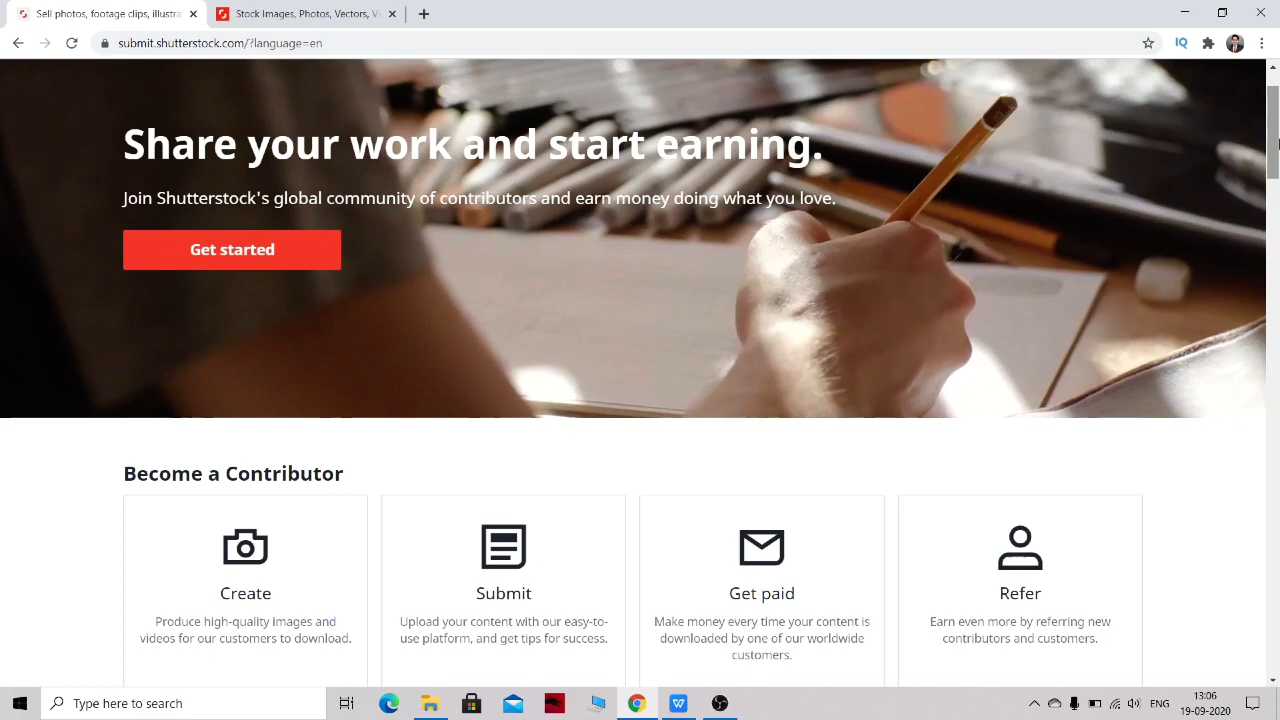 Sell photos, footage clips, illustra
Stock Images, Photos, Vectors, Vi
submit.shutterstock.com/?language=en
IQ
Share your work and start earning.
Join Shutterstock's global community of contributors and earn money doing what you love.
Get started
Become a Contributor
Create
Produce high-quality images and
videos for our customers to download.
Submit
Upload your content with our easy-to-
use platform, and get tips for success.
Get paid
Make money every time your content is
downloaded by one of our worldwide
customers.
Refer
Earn even more by referring new
contributors and customers.
Type here to search
ENG
13:06
19-09-2020